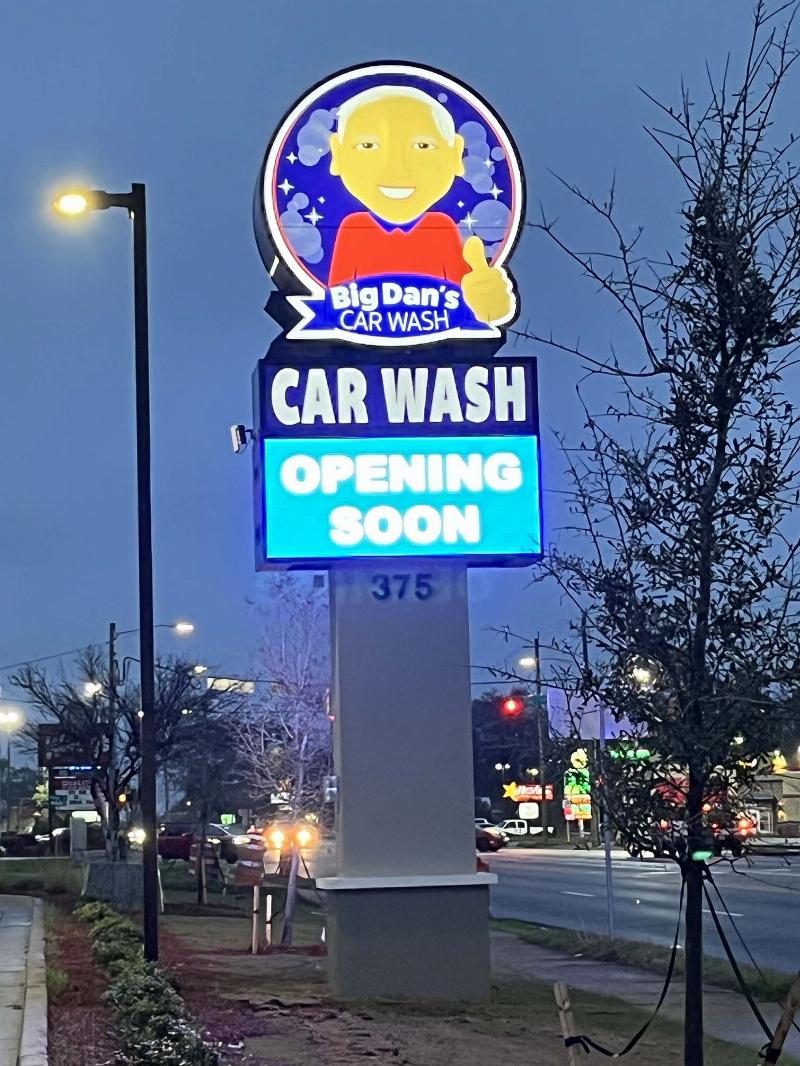 Big Dan's
CAR WASH
CAR WASH
OPENING
SOON
375